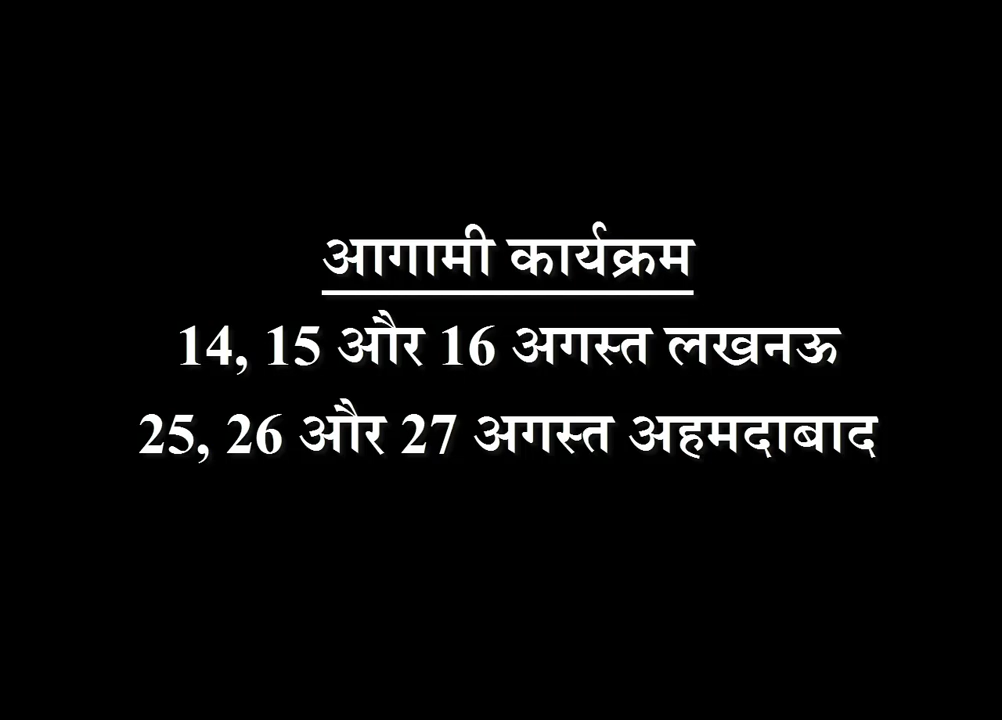 आगामी कार्यक्रम
14, 15 और 16 अगस्त लखनऊ
25, 26 और 27 अगस्त अहमदाबाद